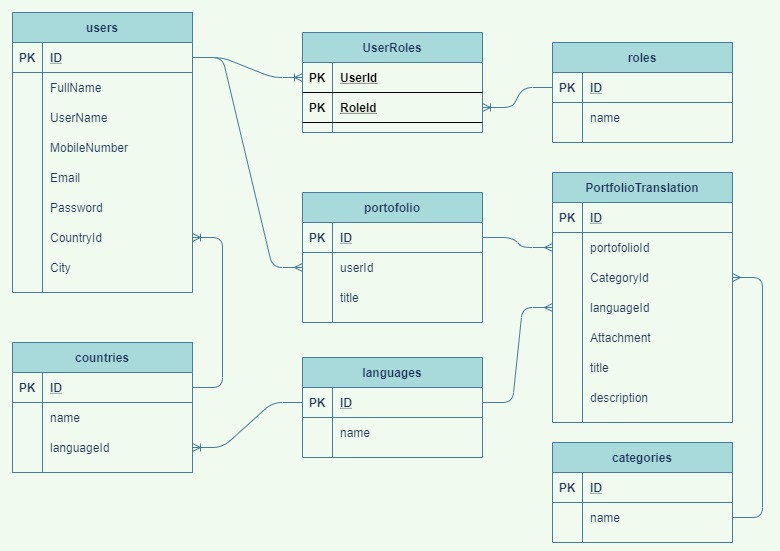 users
PK ID
FullName
UserName
MobileNumber
Email
Password
CountryId
City
UserRoles
PK UserId
PK RoleId
roles
PK ID
name
portofolio
PK ID
userId
title
PortfolioTranslation
PK ID
portofolioId
CategoryId
languageId
Attachment
title
description
countries
PK ID
name
languageId
languages
PK ID
name
categories
PK ID
name